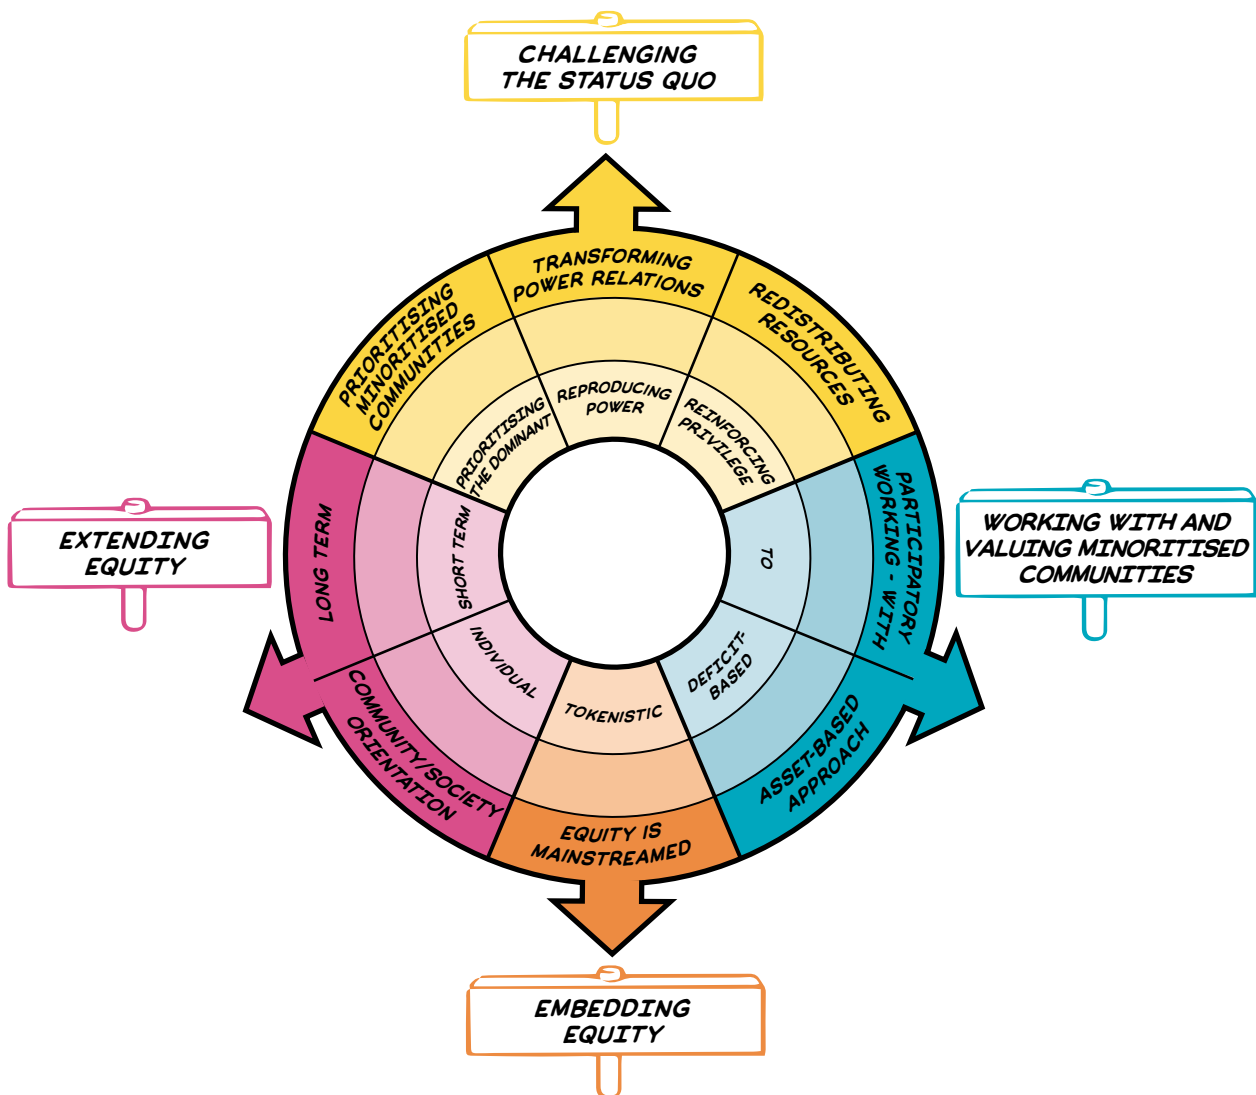 CHALLENGING
THE STATUS QUO
TRANSFORMING
POWER RELATIONS
PRIORITISING
MINORITISED
COMMUNITIES
REDISTRIBUTING
RESOURCES
PRIORITISING
THE DOMINANT
REPRODUCING
POWER
REINFORCING
PRIVILEGE
EXTENDING
EQUITY
LONG TERM
SHORT TERM
TO
PARTICIPATORY
WORKING - WITH
WORKING WITH AND
VALUING MINORITISED
COMMUNITIES
COMMUNITY/SOCIETY
ORIENTATION
INDIVIDUAL
TOKENISTIC
DEFICIT-
BASED
ASSET-BASED
APPROACH
EQUITY IS
MAINSTREAMED
EMBEDDING
EQUITY